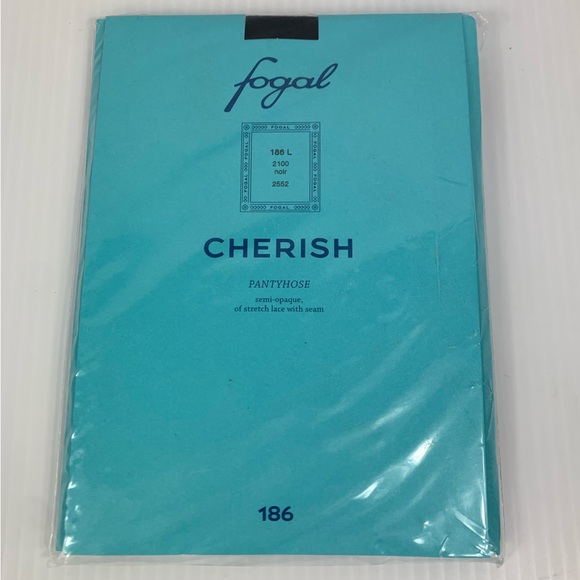 fogal
FOGAL
186 L
2100
noir
2552
FOGAL
FOGAL
FOGAL
CHERISH
PANTYHOSE
semi-opaque,
of stretch lace with seam
186